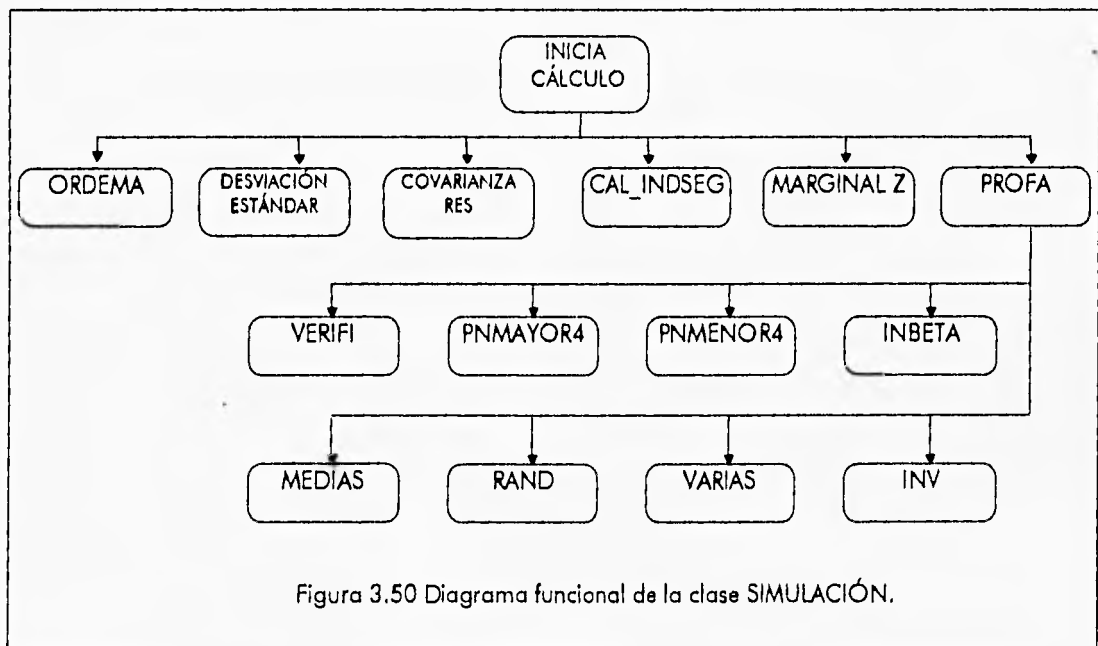 INICIA
CÁLCULO
ORDEMA
DESVIACIÓN
ESTÁNDAR
COVARIANZA
RES
CAL_INDSEG
MARGINAL Z
PROFA
VERIFI
PNMAYOR4
PNMENOR4
INBETA
MEDIAS
RAND
VARIAS
INV
Figura 3.50 Diagrama funcional de la clase SIMULACIÓN.